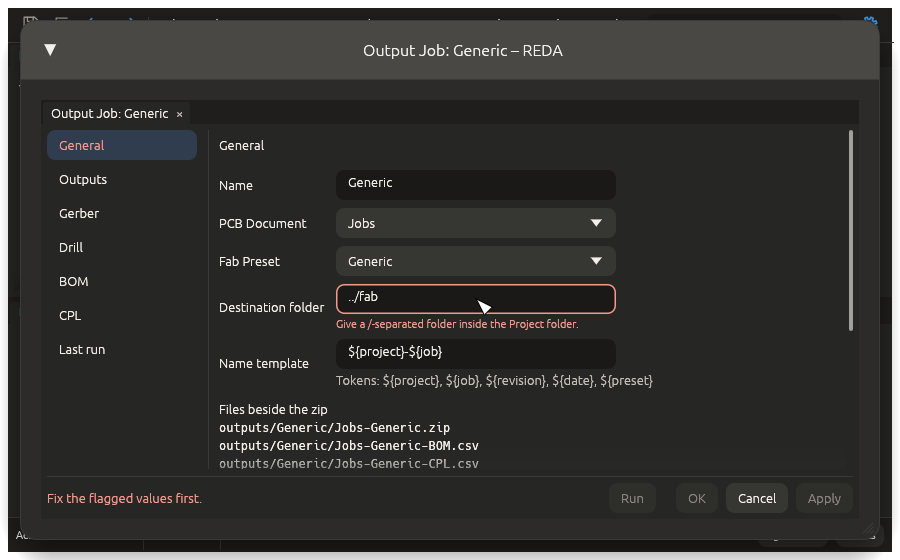 Output Job: Generic – REDA
Output Job: Generic ×
General
Outputs
Gerber
Drill
BOM
CPL
Last run
General
Name
Generic
PCB Document
Jobs
Fab Preset
Generic
Destination folder
../fab
Give a /-separated folder inside the Project folder.
Name template
${project}-${job}
Tokens: ${project}, ${job}, ${revision}, ${date}, ${preset}
Files beside the zip
outputs/Generic/Jobs-Generic.zip
outputs/Generic/Jobs-Generic-BOM.csv
outputs/Generic/Jobs-Generic-CPL.csv
Fix the flagged values first.
Run
OK
Cancel
Apply